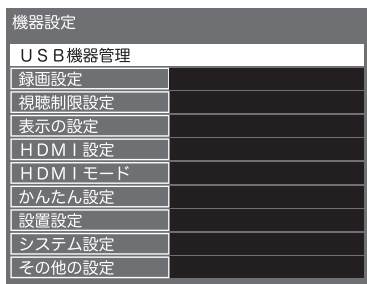 機器設定
ＵＳＢ機器管理
録画設定
視聴制限設定
表示の設定
ＨＤＭＩ設定
ＨＤＭＩモード
かんたん設定
設置設定
システム設定
その他の設定